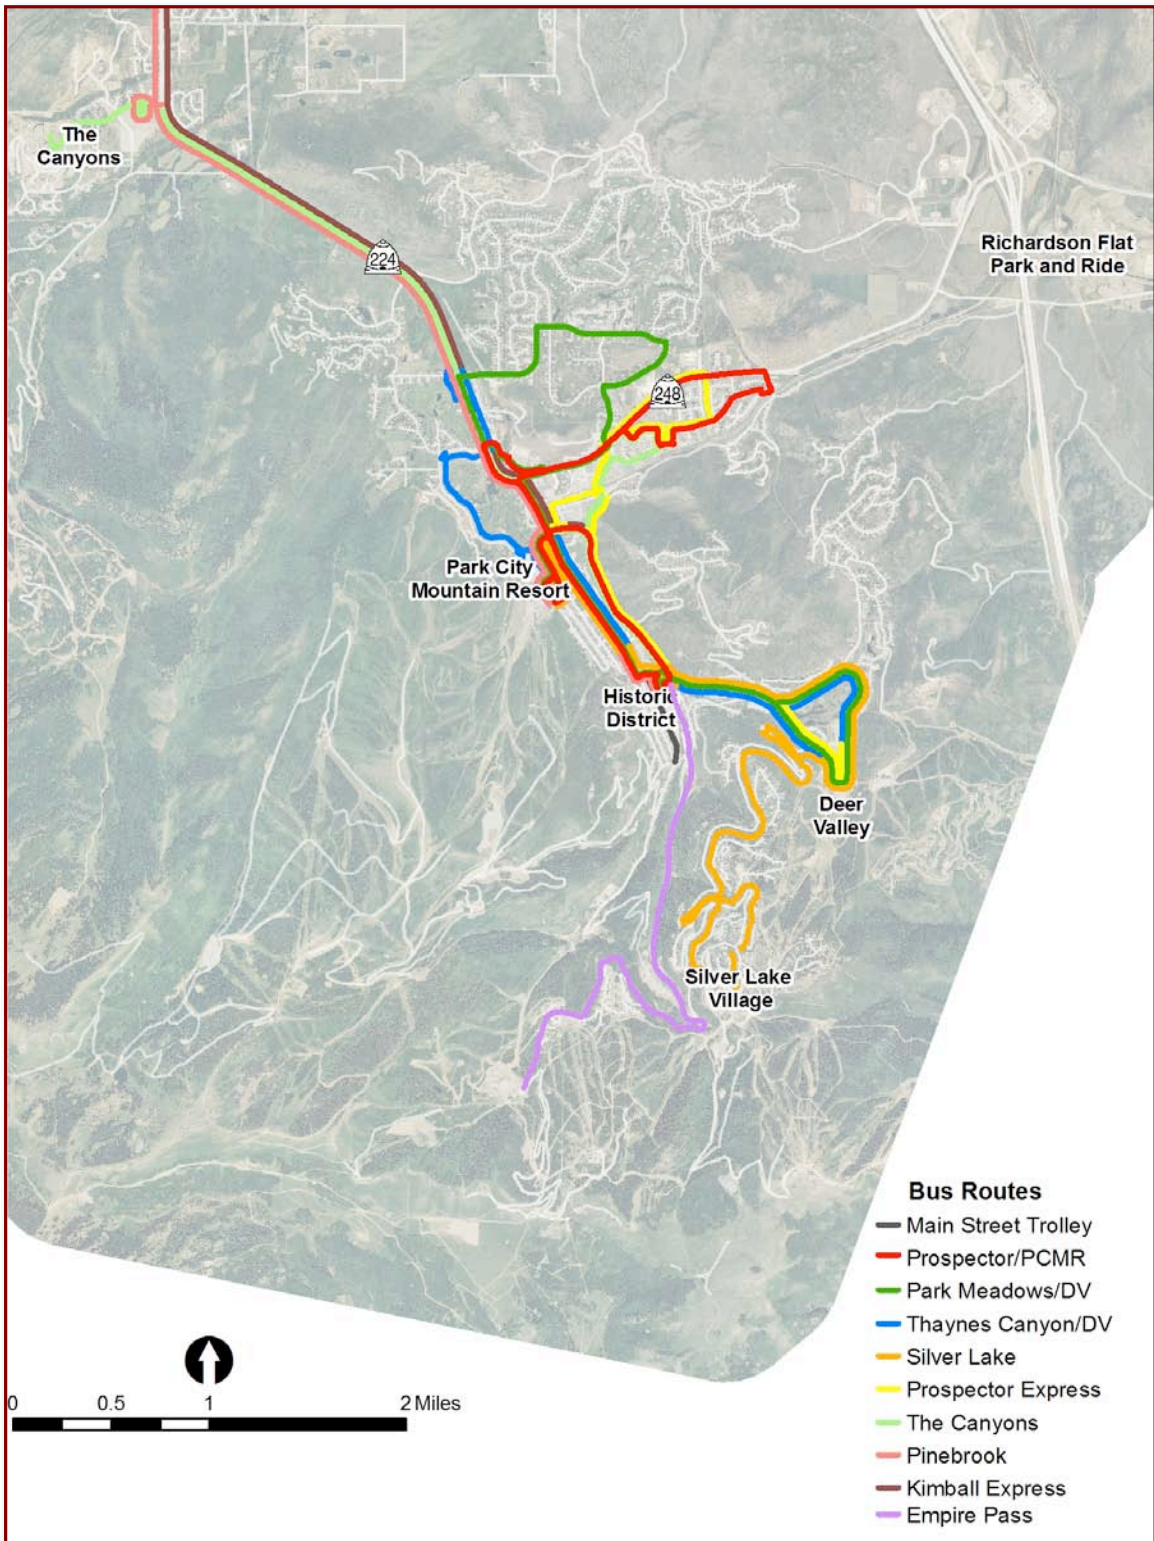 The
Canyons
224
Richardson Flat
Park and Ride
248
Park City
Mountain Resort
Historic
District
Deer
Valley
Silver Lake
Village
Bus Routes
Main Street Trolley
Prospector/PCMR
Park Meadows/DV
Thaynes Canyon/DV
Silver Lake
Prospector Express
The Canyons
Pinebrook
Kimball Express
Empire Pass
0 0.5 1 2 Miles